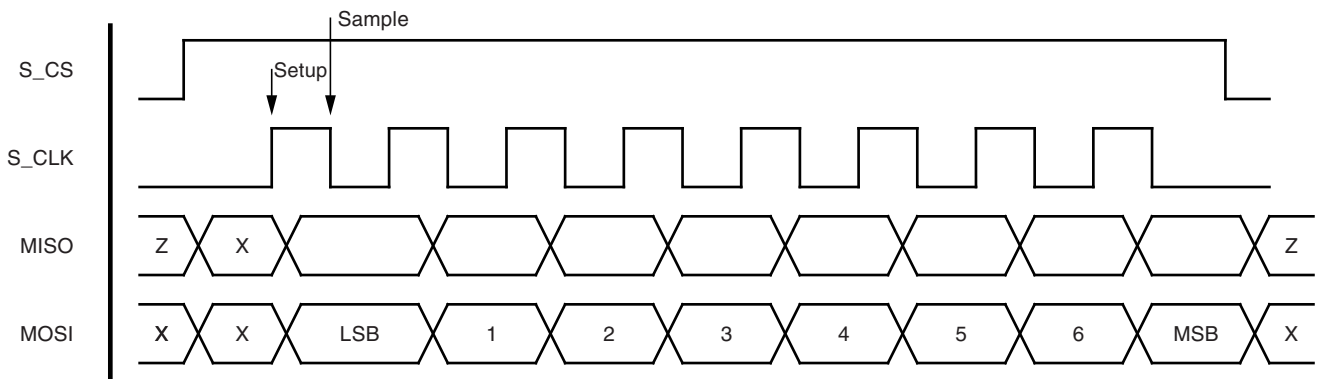 Sample
S_CS
Setup
S_CLK
MISO Z X Z
MOSI X X LSB 1 2 3 4 5 6 MSB X